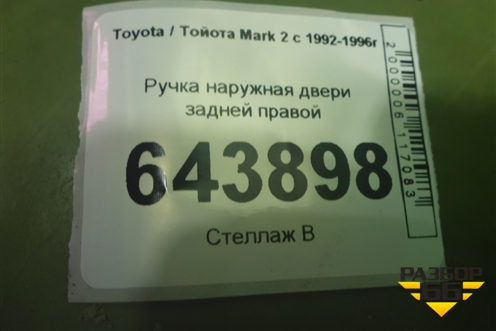 Toyota / Тойота Mark 2 с 1992-1996г
Ручка наружная двери
задней правой
643898
Стеллаж В
2000006117083
РАЗБОР
66